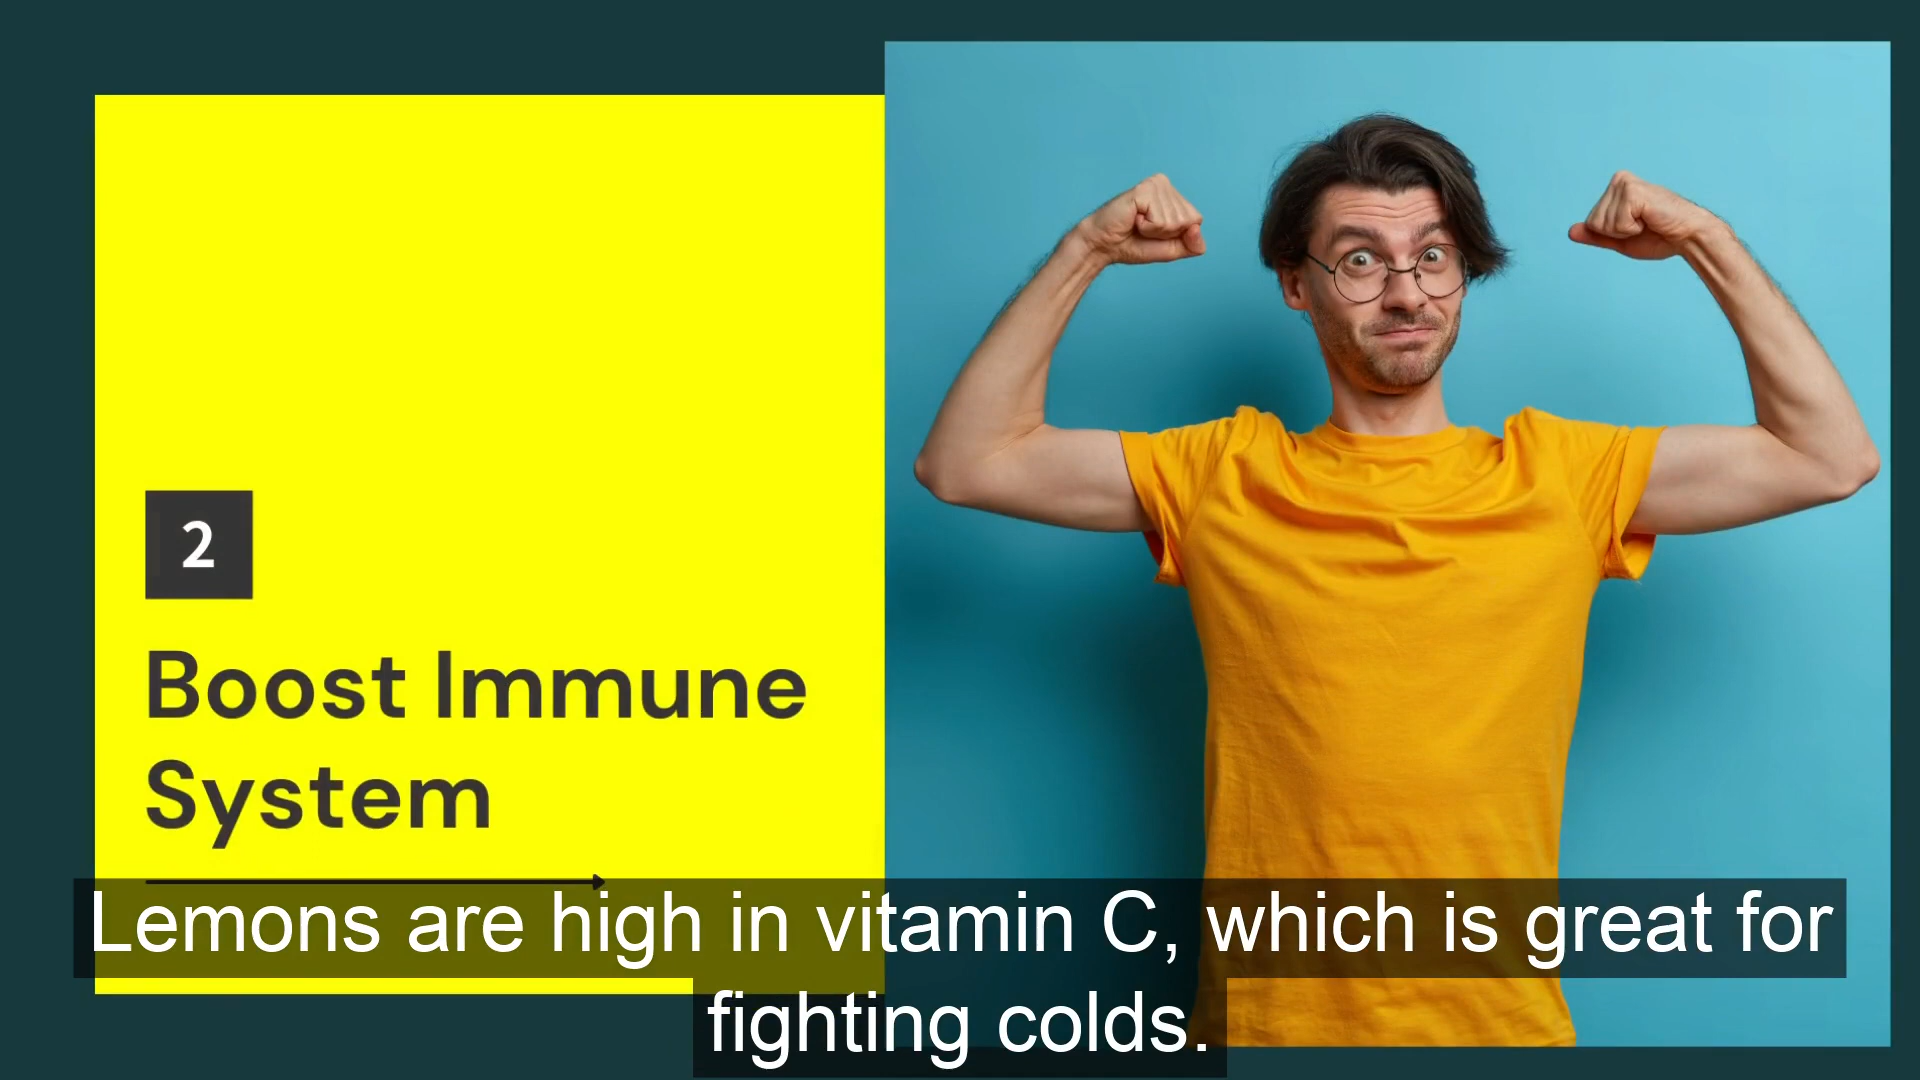 2
Boost Immune
System
Lemons are high in vitamin C, which is great for
fighting colds.